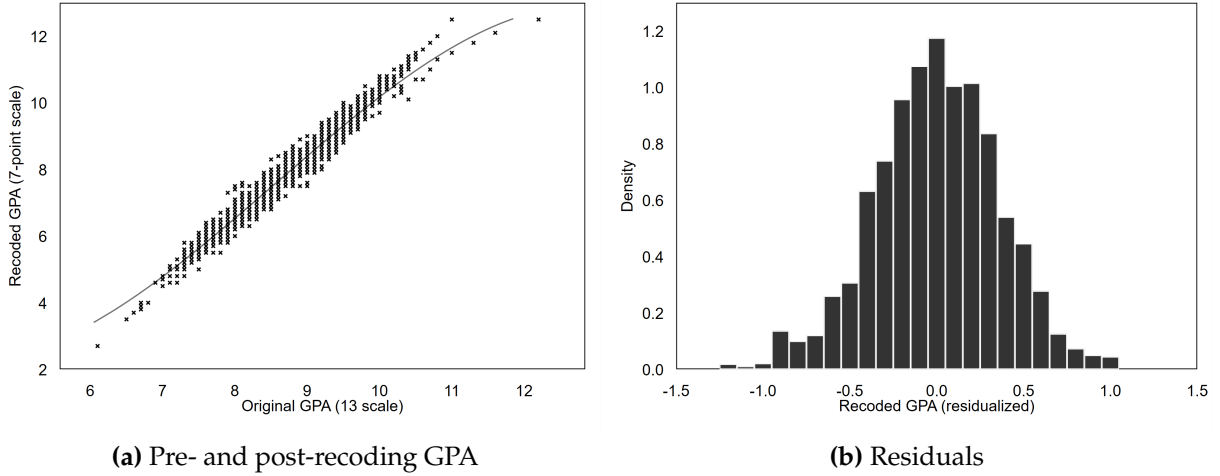 12
10
8
6
4
2
Recoded GPA (7-point scale)
6 7 8 9 10 11 12
Original GPA (13 scale)
(a) Pre- and post-recoding GPA
1.2
1.0
0.8
0.6
0.4
0.2
0.0
Density
-1.5 -1.0 -0.5 0.0 0.5 1.0 1.5
Recoded GPA (residualized)
(b) Residuals